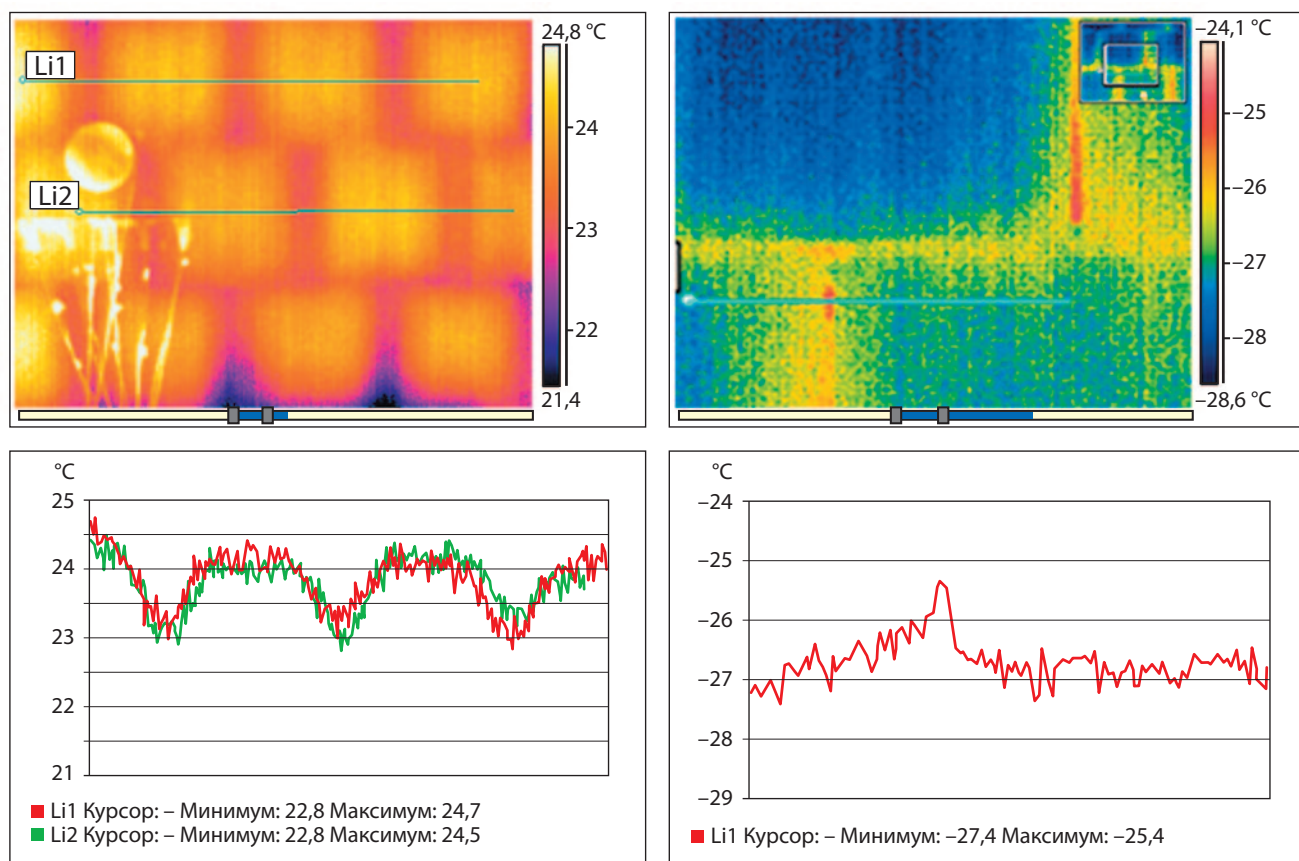 24,8 °C
Li1
24
Li2
23
22
21,4
−24,1 °C
−25
−26
−27
−28
−28,6 °C
°C
25
24
23
22
21
Li1 Курсор: – Минимум: 22,8 Максимум: 24,7
Li2 Курсор: – Минимум: 22,8 Максимум: 24,5
°C
−24
−25
−26
−27
−28
−29
Li1 Курсор: – Минимум: −27,4 Максимум: −25,4